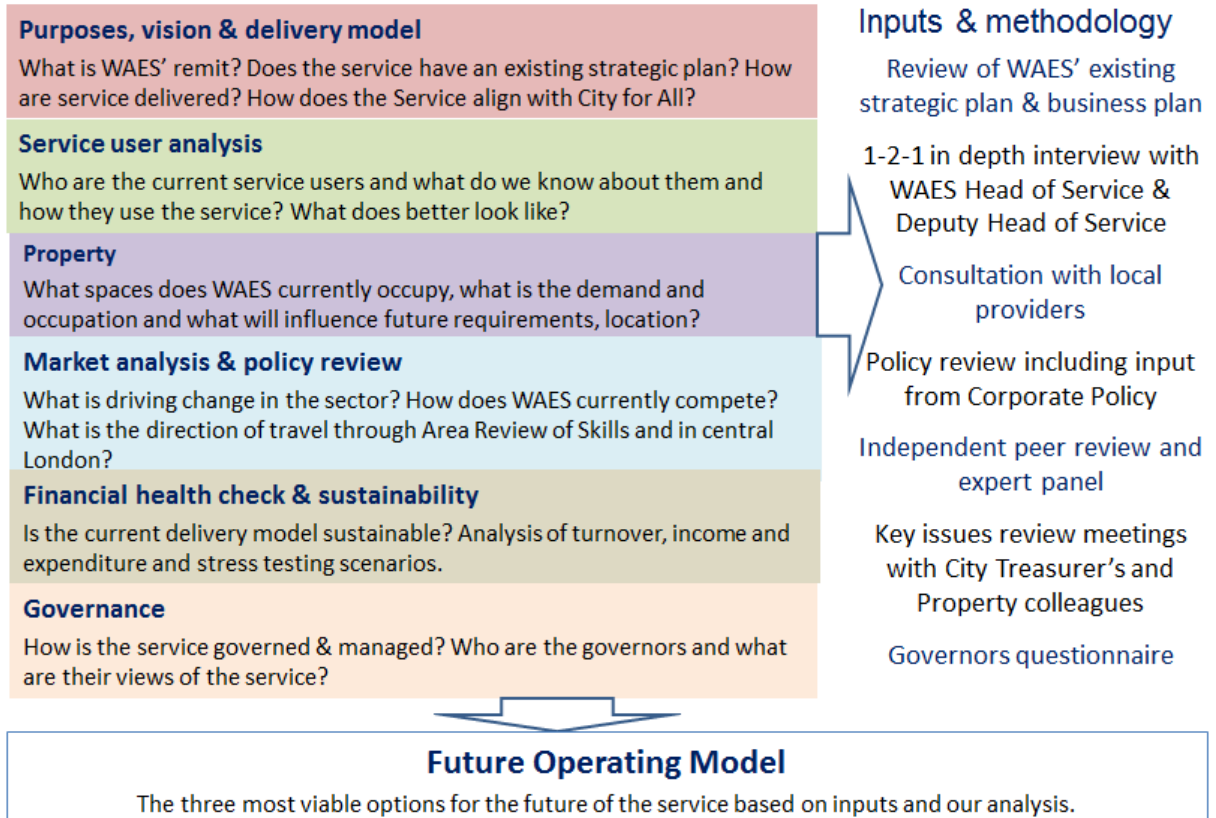 Purposes, vision & delivery model
What is WAES’ remit? Does the service have an existing strategic plan? How
are service delivered? How does the Service align with City for All?
Service user analysis
Who are the current service users and what do we know about them and
how they use the service? What does better look like?
Property
What spaces does WAES currently occupy, what is the demand and
occupation and what will influence future requirements, location?
Market analysis & policy review
What is driving change in the sector? How does WAES currently compete?
What is the direction of travel through Area Review of Skills and in central
London?
Financial health check & sustainability
Is the current delivery model sustainable? Analysis of turnover, income and
expenditure and stress testing scenarios.
Governance
How is the service governed & managed? Who are the governors and what
are their views of the service?
Inputs & methodology
Review of WAES’ existing
strategic plan & business plan
1-2-1 in depth interview with
WAES Head of Service &
Deputy Head of Service
Consultation with local
providers
Policy review including input
from Corporate Policy
Independent peer review and
expert panel
Key issues review meetings
with City Treasurer’s and
Property colleagues
Governors questionnaire
Future Operating Model
The three most viable options for the future of the service based on inputs and our analysis.